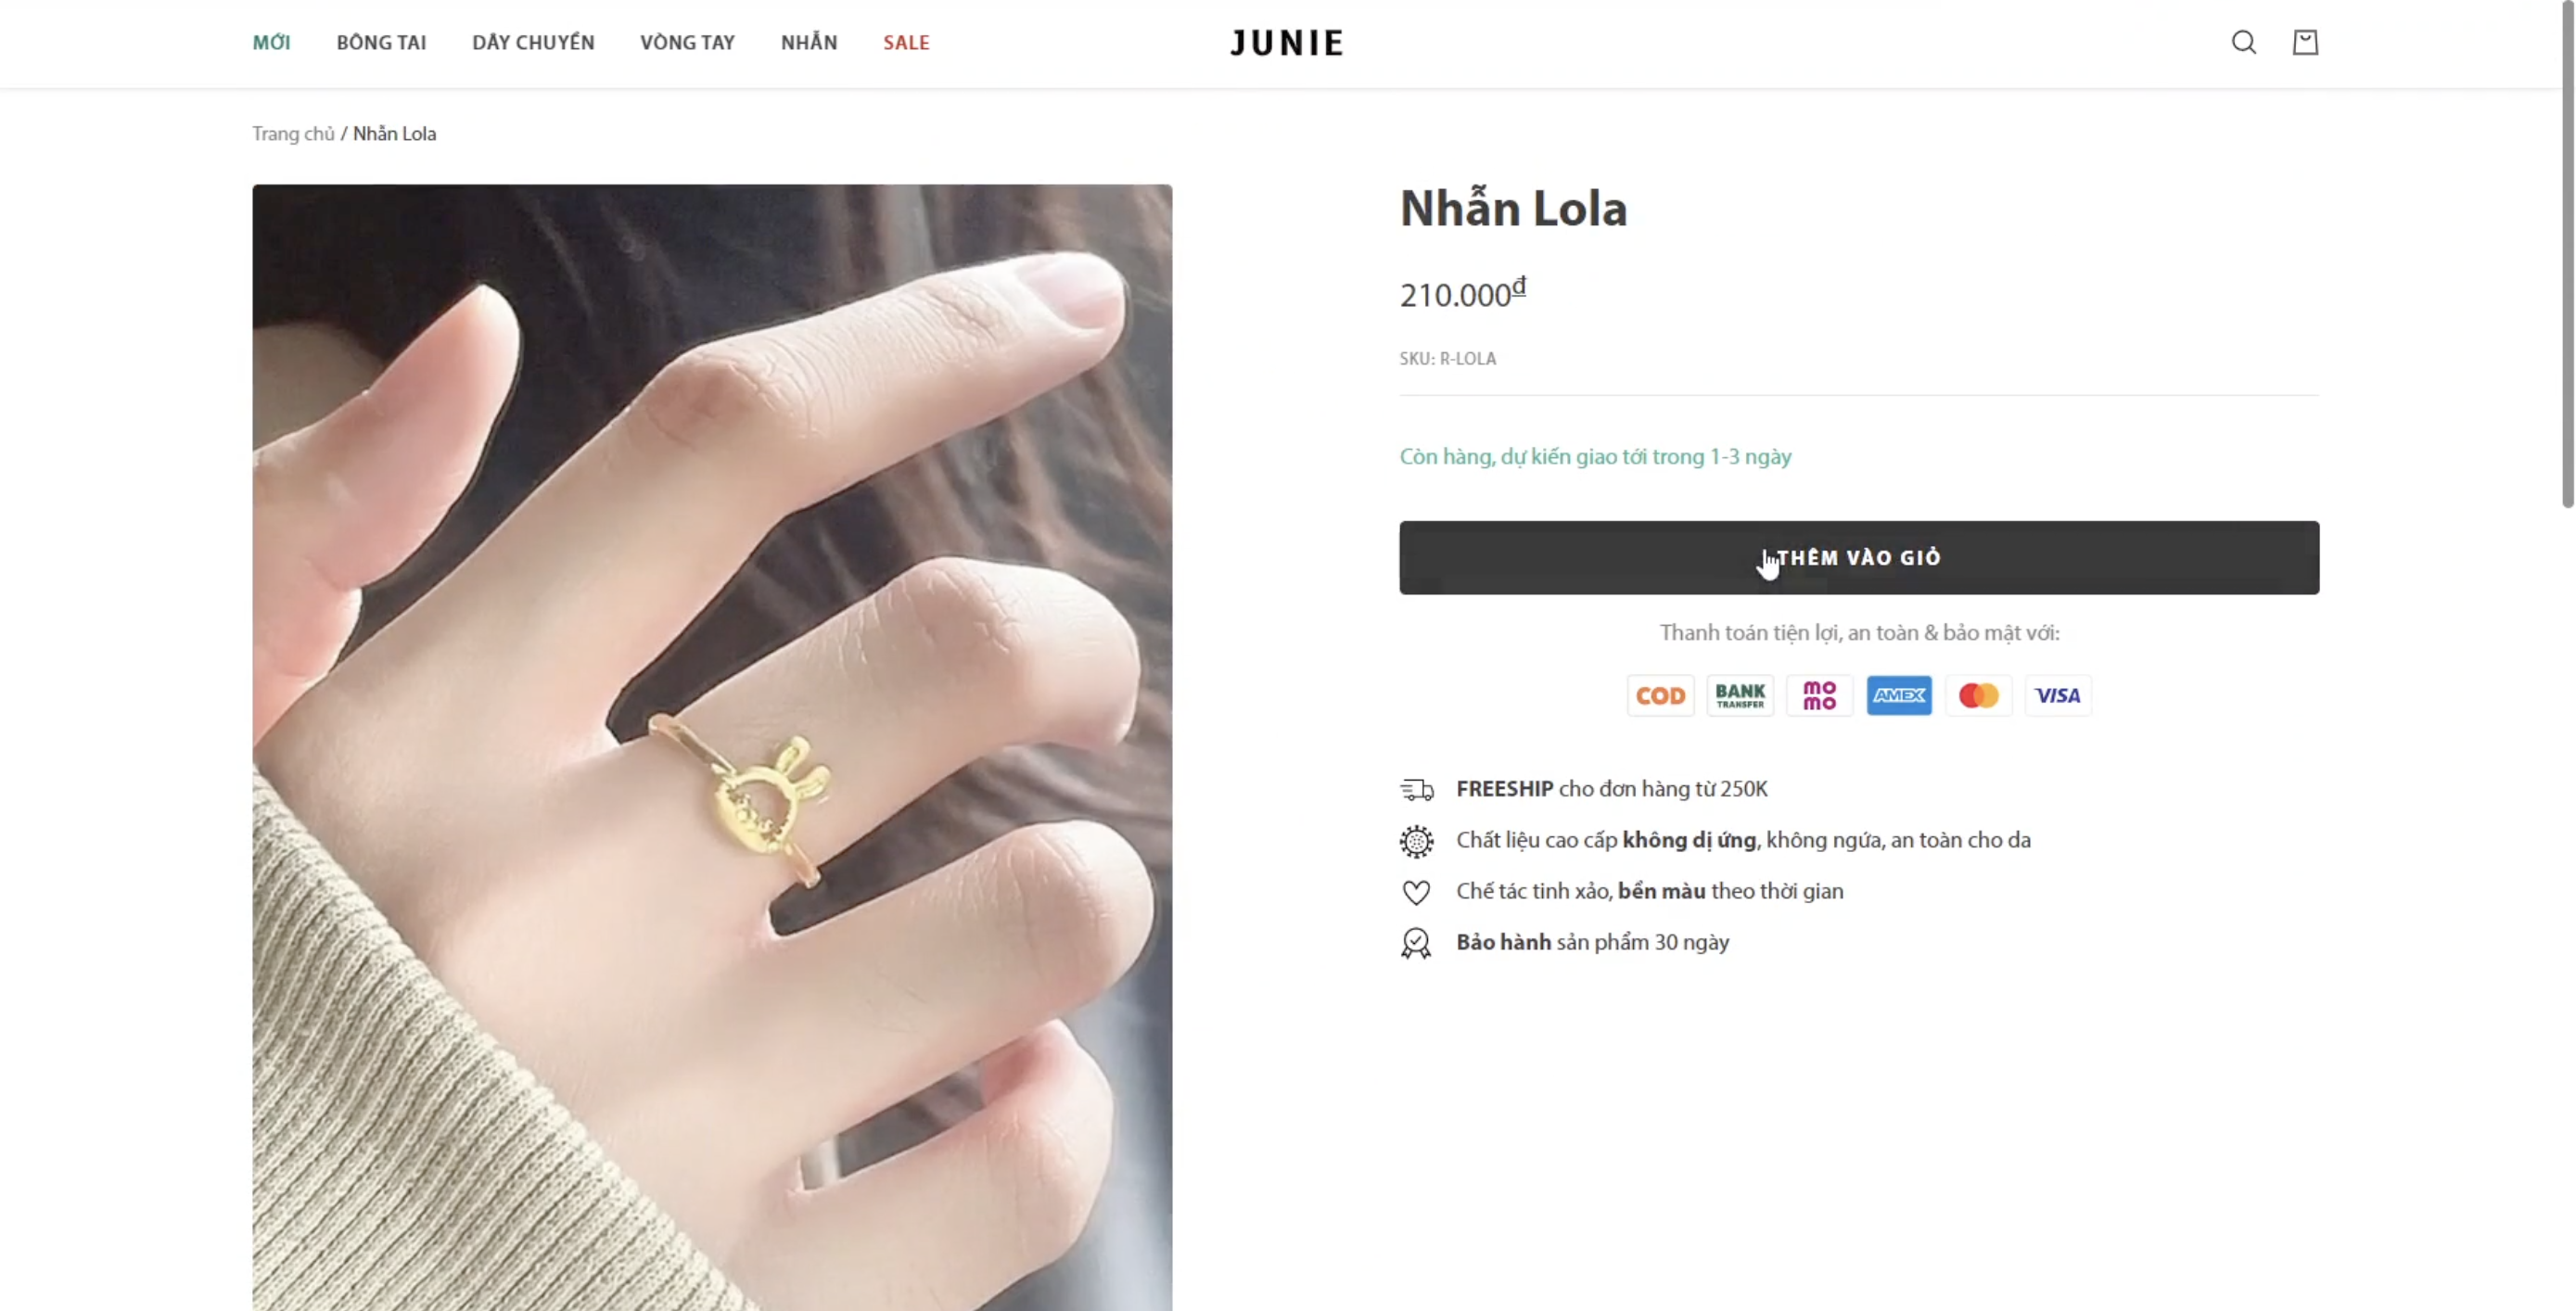 MỚI BÔNG TAI DÂY CHUYỀN VÒNG TAY NHẪN SALE JUNIE
Trang chủ / Nhẫn Lola
Nhẫn Lola
210.000₫
SKU: R-LOLA
Còn hàng, dự kiến giao tới trong 1-3 ngày
THÊM VÀO GIỎ
Thanh toán tiện lợi, an toàn & bảo mật với:
COD BANK TRANSFER MOMO AMEX VISA
FREESHIP cho đơn hàng từ 250K
Chất liệu cao cấp không dị ứng, không ngứa, an toàn cho da
Chế tác tinh xảo, bền màu theo thời gian
Bảo hành sản phẩm 30 ngày